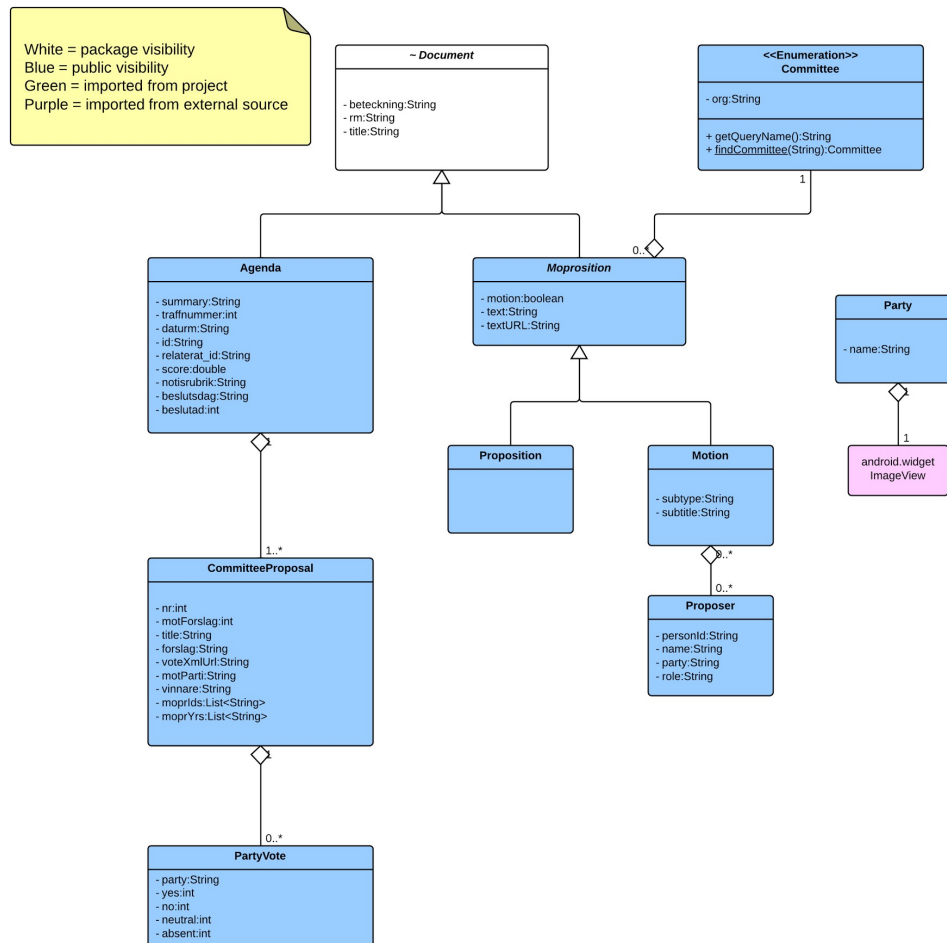 White = package visibility
Blue = public visibility
Green = imported from project
Purple = imported from external source
~ Document
- beteckning:String
- rm:String
- title:String
<<Enumeration>>
Committee
- org:String
+ getQueryName():String
+ findCommittee(String):Committee
1
0..*
Agenda
- summary:String
- traffnummer:int
- daturm:String
- id:String
- relaterat_id:String
- score:double
- notisrubrik:String
- beslutsdag:String
- beslutad:int
Moprosition
- motion:boolean
- text:String
- textURL:String
Party
- name:String
1
1
android.widget
ImageView
Proposition
Motion
- subtype:String
- subtitle:String
0..*
0..*
Proposer
- personId:String
- name:String
- party:String
- role:String
1
1..*
CommitteeProposal
- nr:int
- motForslag:int
- title:String
- forslag:String
- voteXmlUrl:String
- motParti:String
- vinnare:String
- moprIds:List<String>
- moprYrs:List<String>
1
0..*
PartyVote
- party:String
- yes:int
- no:int
- neutral:int
- absent:int